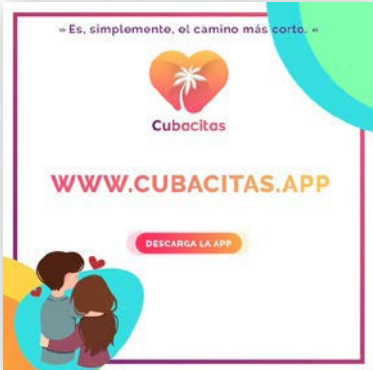 » Es, simplemente, el camino más corto. «
Cubacitas
WWW.CUBACITAS.APP
DESCARGA LA APP